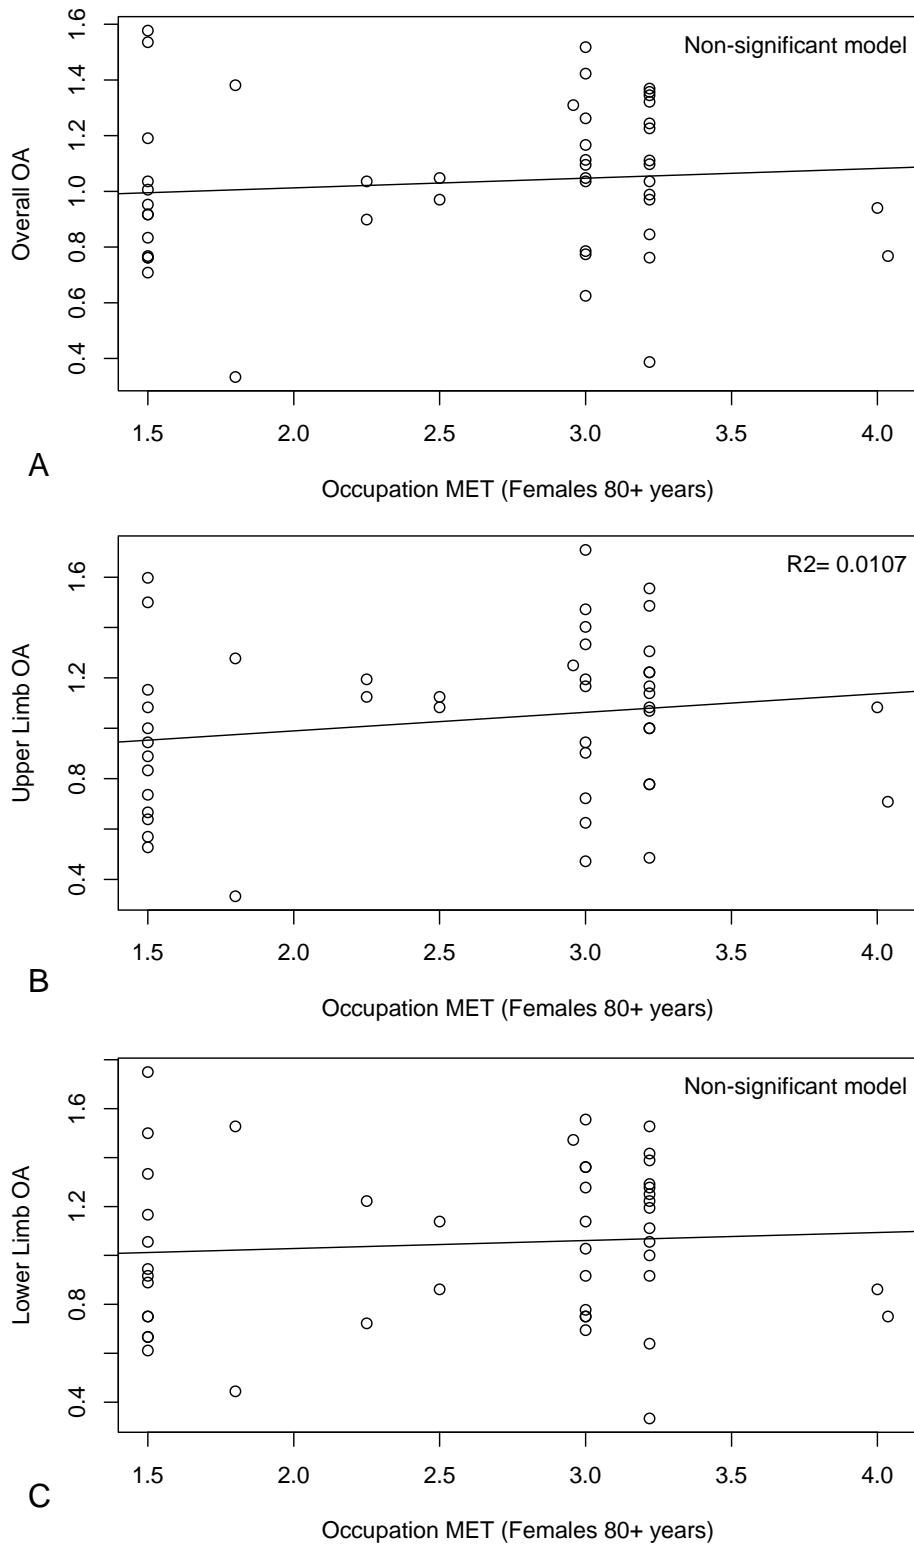 Non-significant model
Overall OA
1.6
1.4
1.2
1.0
0.8
0.6
0.4
1.5 2.0 2.5 3.0 3.5 4.0
A
Occupation MET (Females 80+ years)
R2= 0.0107
Upper Limb OA
1.6
1.2
0.8
0.4
1.5 2.0 2.5 3.0 3.5 4.0
B
Occupation MET (Females 80+ years)
Non-significant model
Lower Limb OA
1.6
1.2
0.8
0.4
1.5 2.0 2.5 3.0 3.5 4.0
C
Occupation MET (Females 80+ years)